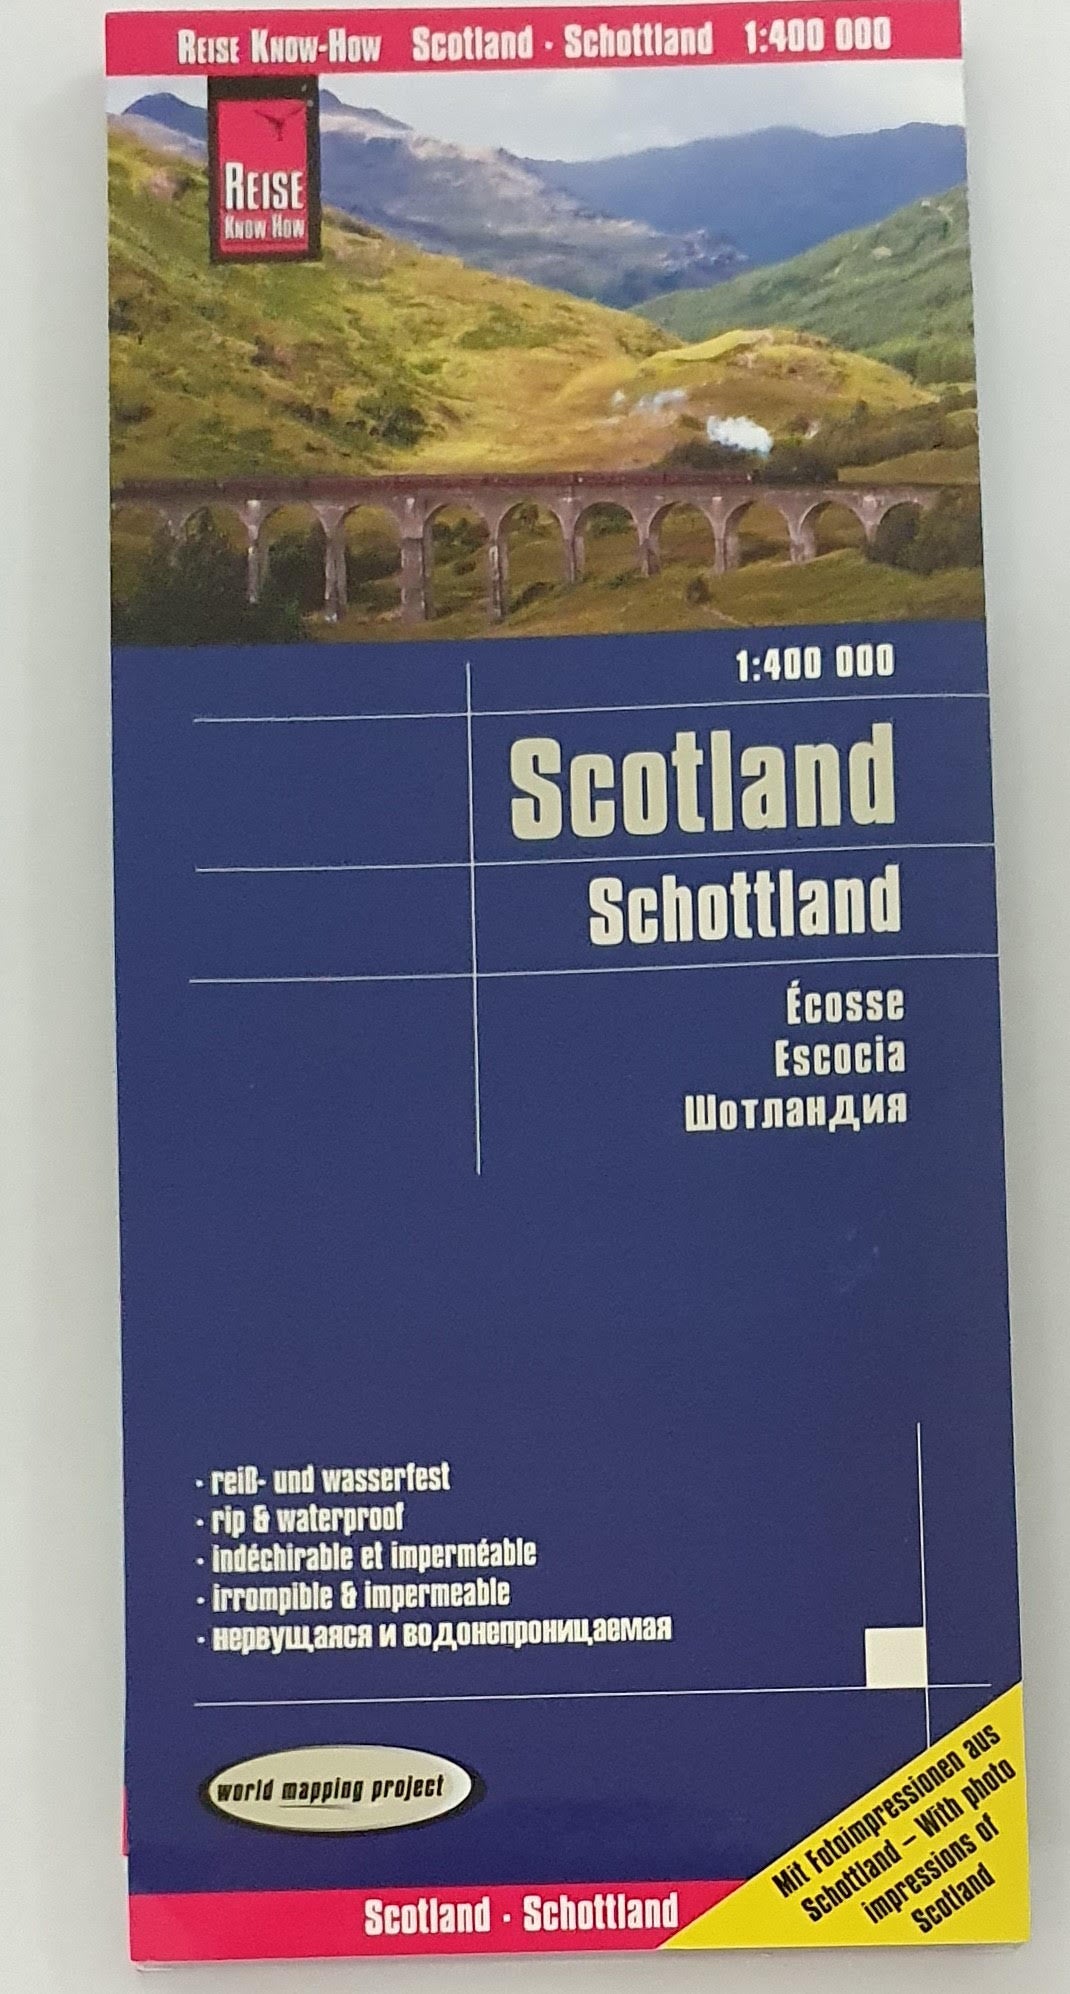 REISE KNOW-HOW Scotland · Schottland 1:400 000
REISE
KNOW HOW
1:400 000
Scotland
Schottland
Écosse
Escocia
Шотландия
· reiß- und wasserfest
· rip & waterproof
· indéchirable et imperméable
· irrompible & impermeable
· нервущаяся и водонепроницаемая
world mapping project
Mit Fotoimpressionen aus
Schottland – With photo
impressions of
Scotland
Scotland · Schottland